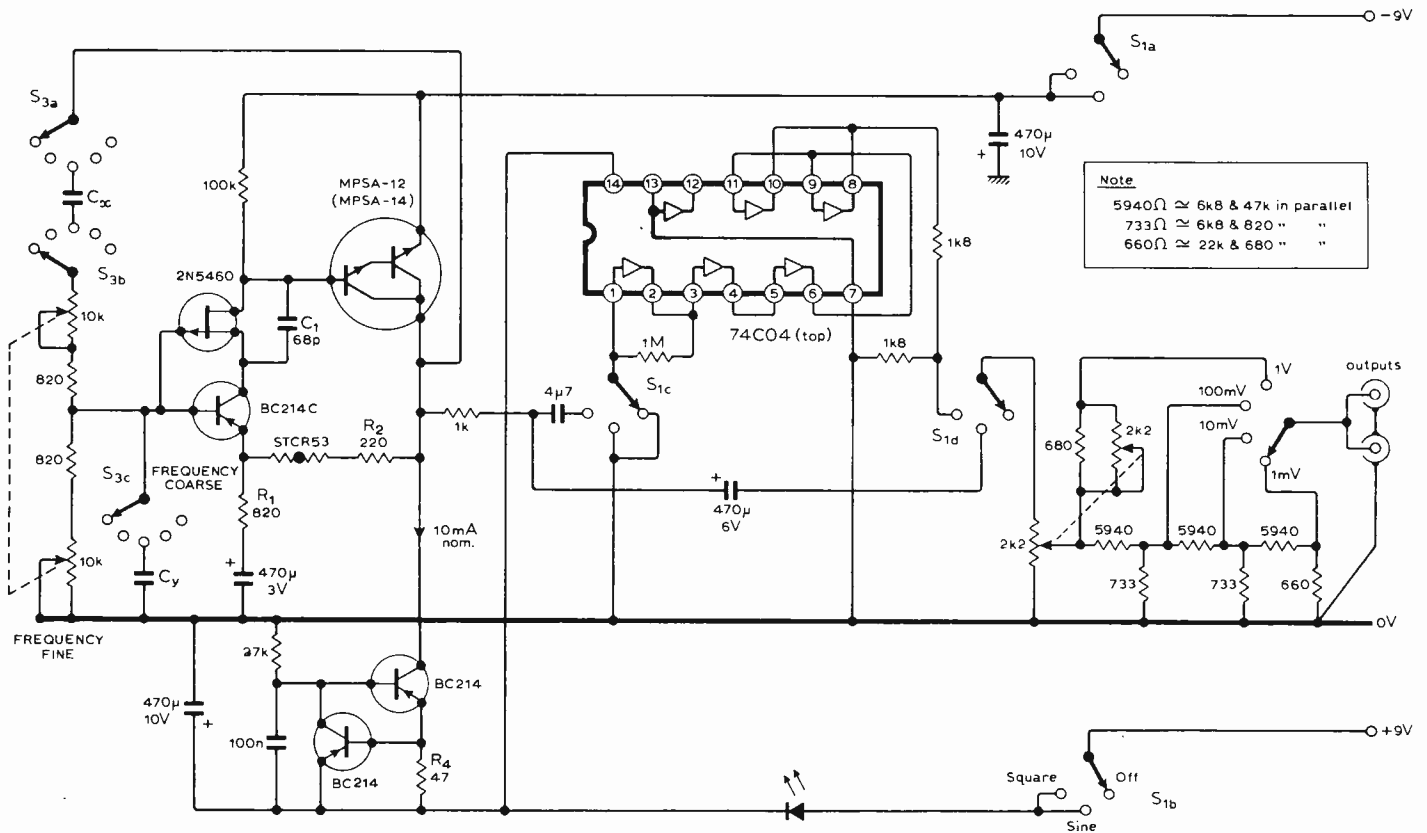 −9V
S1a
S3a
470μ
10V
+
Note
5940Ω ≃ 6k8 & 47k in parallel
733Ω ≃ 6k8 & 820 " "
660Ω ≃ 22k & 680 " "
100k
MPSA-12
(MPSA-14)
14 13 12 11 10 9 8
Cx
1k8
S3b
2N5460
10k
C1
68p
1 2 3 4 5 6 7
74C04 (top)
1M
1k8
820
BC214C
S1c
4μ7
S1d
1V
100mV
10mV
1mV
outputs
680
2k2
STCR53
R2
220
1k
820
S3c
FREQUENCY
COARSE
R1
820
+
470μ
6V
10mA
nom.
2k2
5940
5940
5940
10k
Cy
+
470μ
3V
733
733
660
FREQUENCY
FINE
0V
27k
BC214
470μ
10V
+
100n
BC214
R4
47
+9V
Square
Off
S1b
Sine